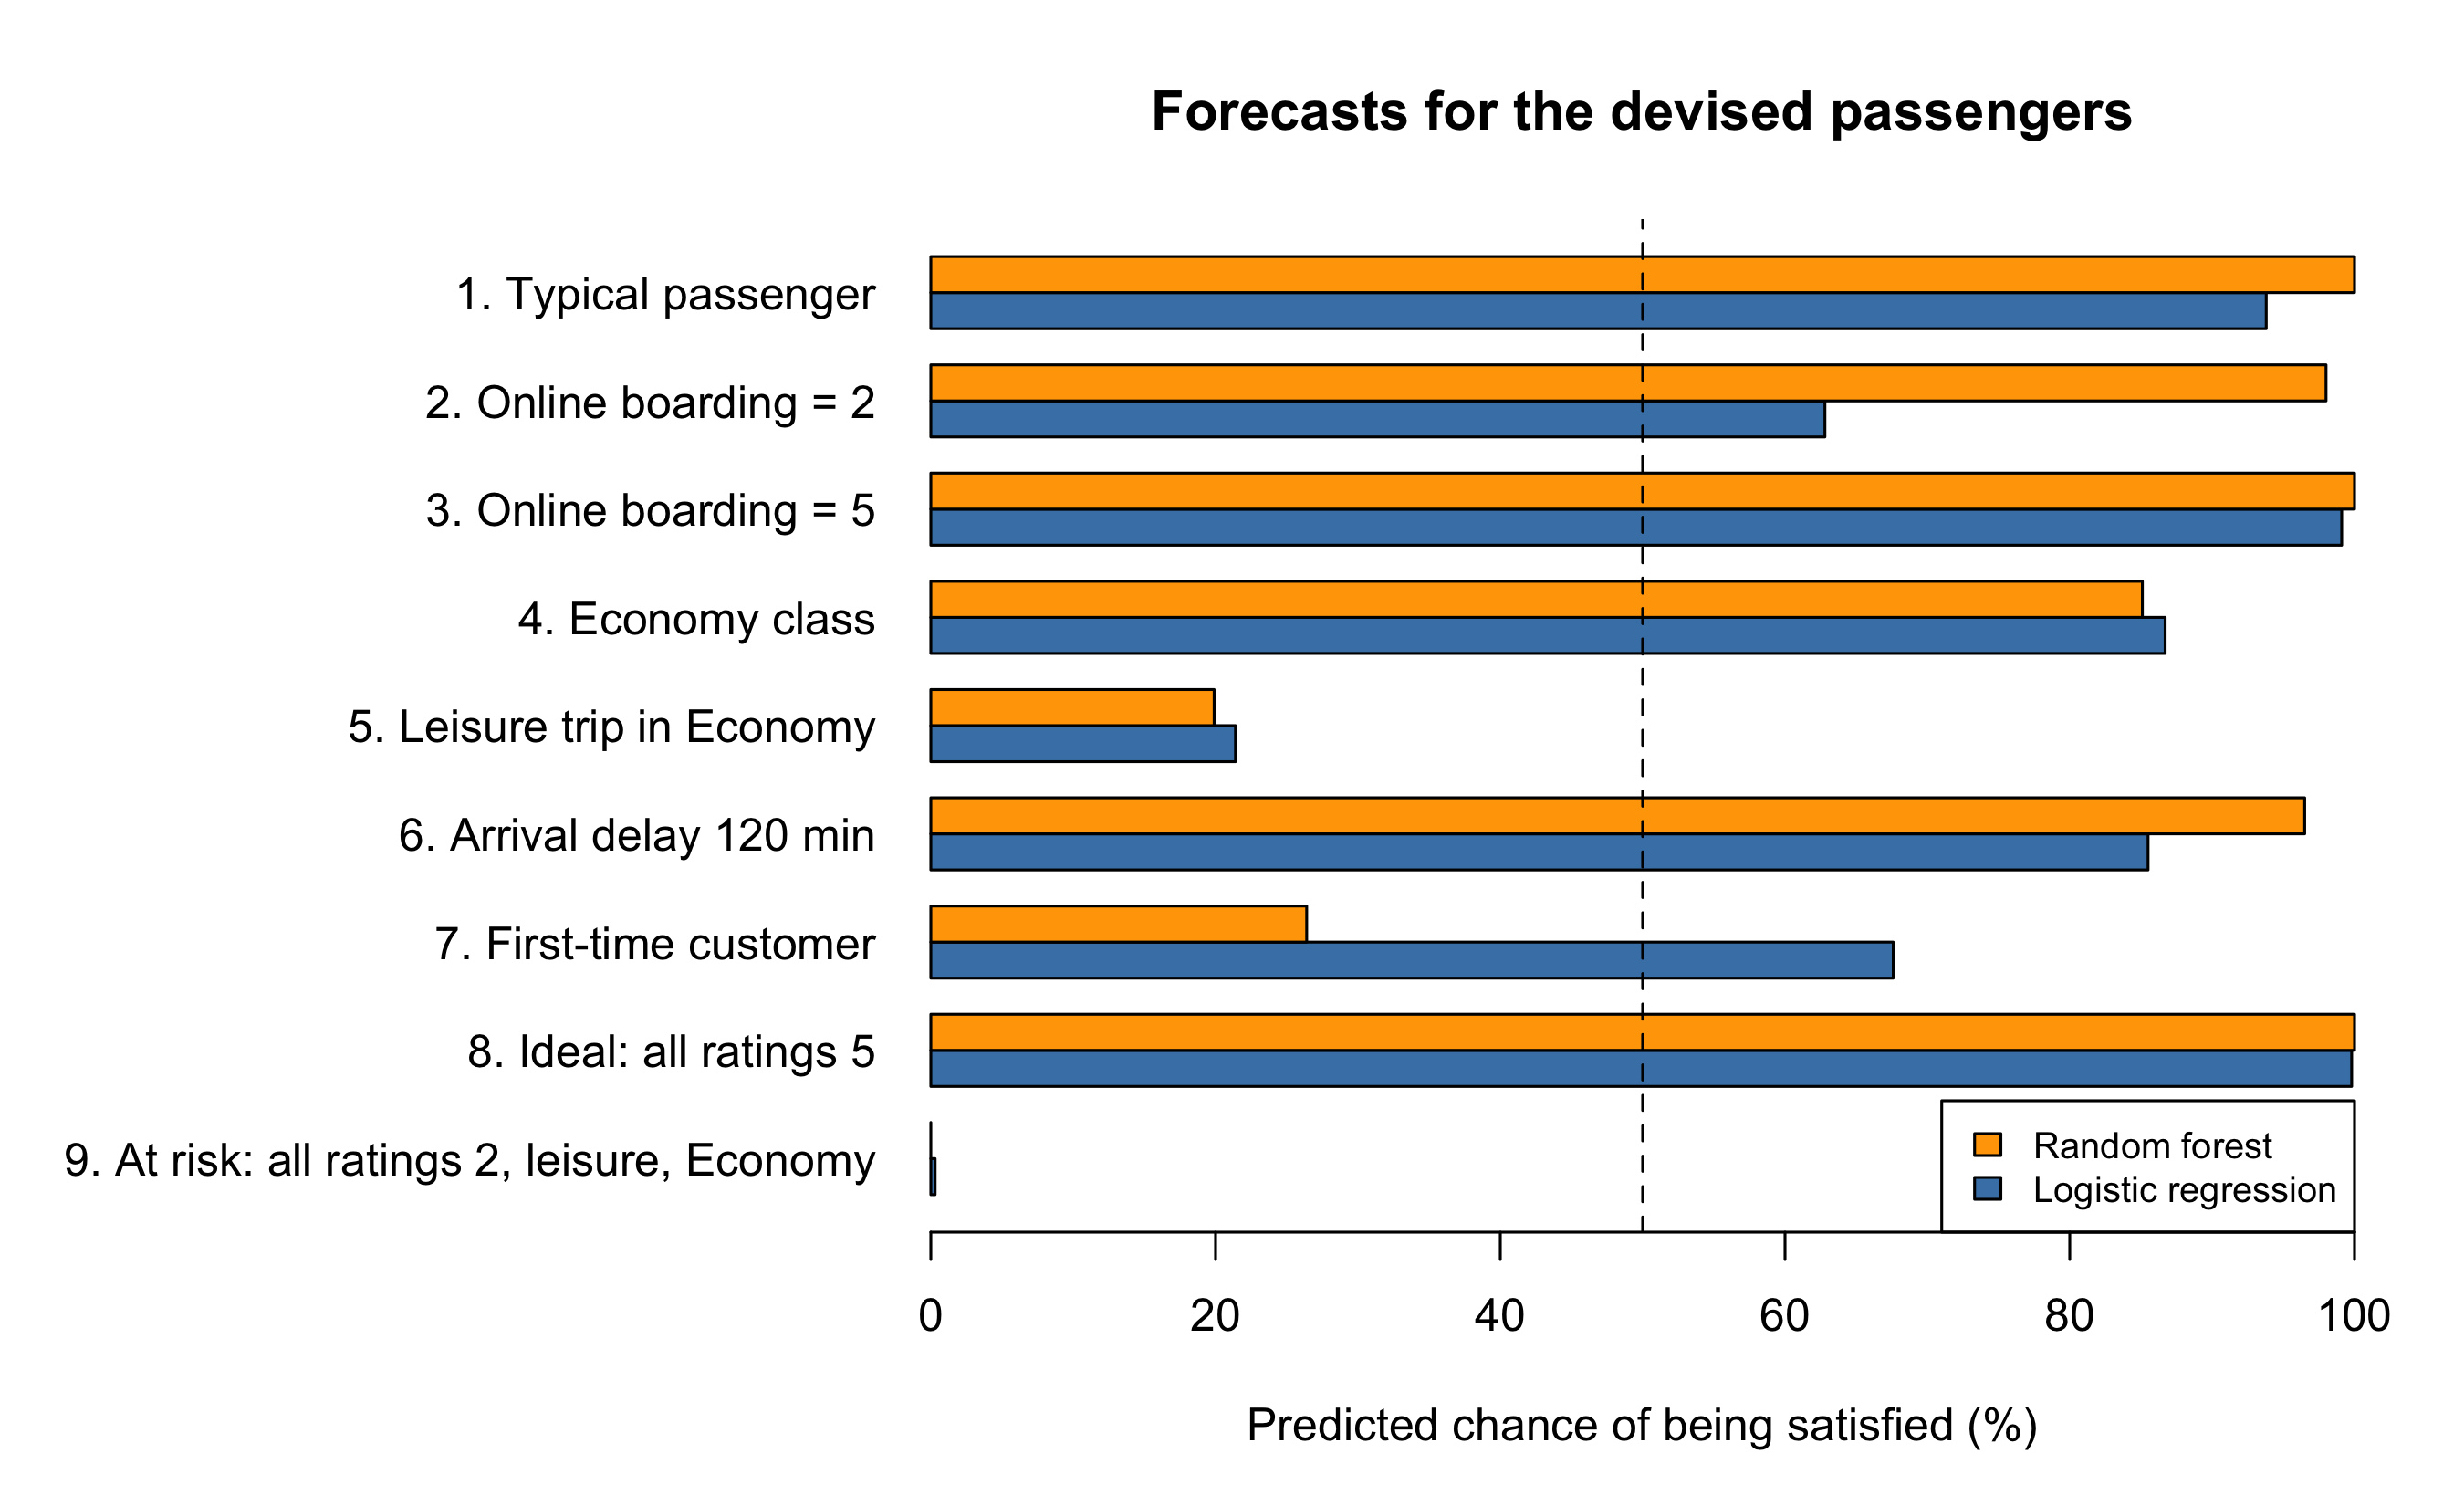 Forecasts for the devised passengers
1. Typical passenger
2. Online boarding = 2
3. Online boarding = 5
4. Economy class
5. Leisure trip in Economy
6. Arrival delay 120 min
7. First-time customer
8. Ideal: all ratings 5
9. At risk: all ratings 2, leisure, Economy
Random forest
Logistic regression
0 20 40 60 80 100
Predicted chance of being satisfied (%)